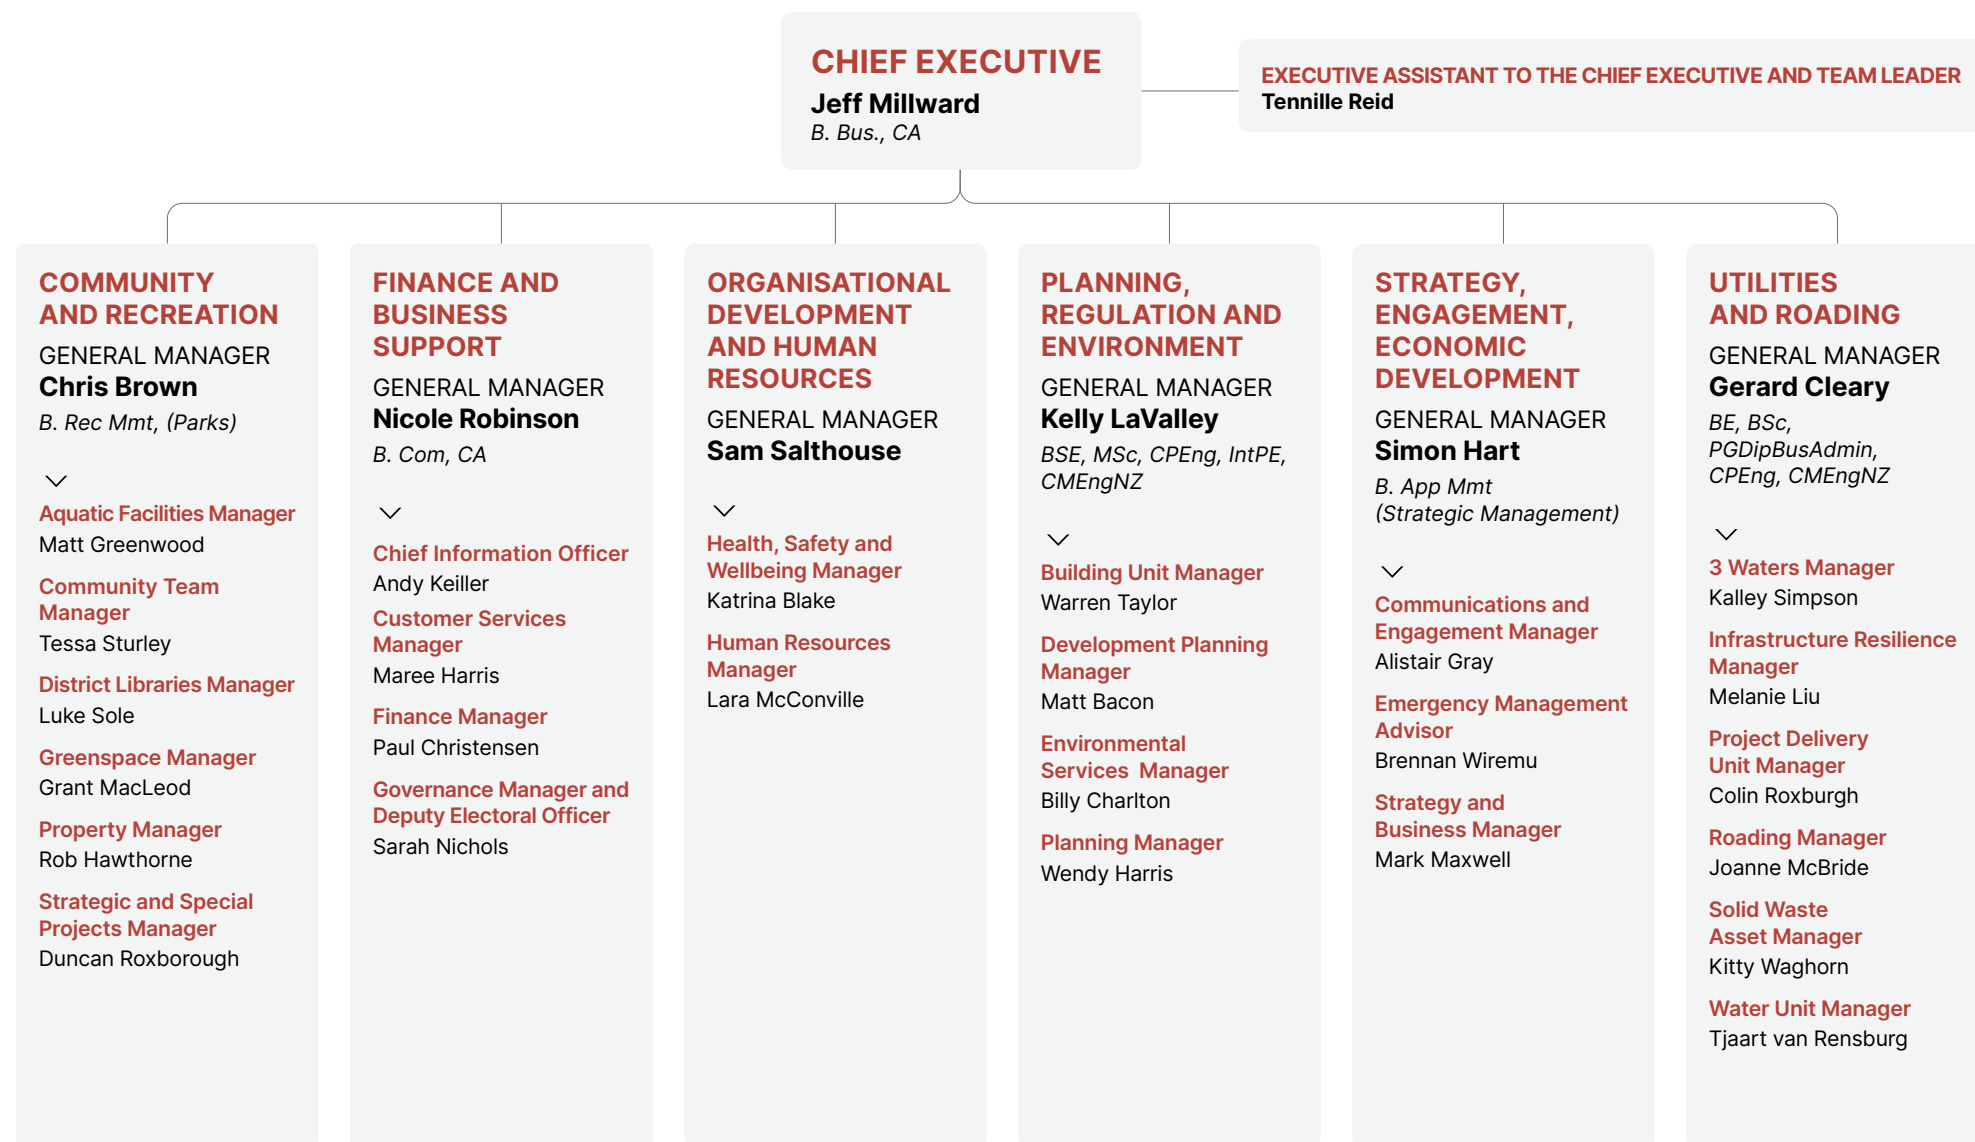 CHIEF EXECUTIVE
Jeff Millward
B. Bus., CA
EXECUTIVE ASSISTANT TO THE CHIEF EXECUTIVE AND TEAM LEADER
Tennille Reid
COMMUNITY
AND RECREATION
GENERAL MANAGER
Chris Brown
B. Rec Mmt, (Parks)
Aquatic Facilities Manager
Matt Greenwood
Community Team
Manager
Tessa Sturley
District Libraries Manager
Luke Sole
Greenspace Manager
Grant MacLeod
Property Manager
Rob Hawthorne
Strategic and Special
Projects Manager
Duncan Roxborough
FINANCE AND
BUSINESS
SUPPORT
GENERAL MANAGER
Nicole Robinson
B. Com, CA
Chief Information Officer
Andy Keiller
Customer Services
Manager
Maree Harris
Finance Manager
Paul Christensen
Governance Manager and
Deputy Electoral Officer
Sarah Nichols
ORGANISATIONAL
DEVELOPMENT
AND HUMAN
RESOURCES
GENERAL MANAGER
Sam Salthouse
Health, Safety and
Wellbeing Manager
Katrina Blake
Human Resources
Manager
Lara McConville
PLANNING,
REGULATION AND
ENVIRONMENT
GENERAL MANAGER
Kelly LaValley
BSE, MSc, CPEng, IntPE,
CMEngNZ
Building Unit Manager
Warren Taylor
Development Planning
Manager
Matt Bacon
Environmental
Services Manager
Billy Charlton
Planning Manager
Wendy Harris
STRATEGY,
ENGAGEMENT,
ECONOMIC
DEVELOPMENT
GENERAL MANAGER
Simon Hart
B. App Mmt
(Strategic Management)
Communications and
Engagement Manager
Alistair Gray
Emergency Management
Advisor
Brennan Wiremu
Strategy and
Business Manager
Mark Maxwell
UTILITIES
AND ROADING
GENERAL MANAGER
Gerard Cleary
BE, BSc,
PGDipBusAdmin,
CPEng, CMEngNZ
3 Waters Manager
Kalley Simpson
Infrastructure Resilience
Manager
Melanie Liu
Project Delivery
Unit Manager
Colin Roxburgh
Roading Manager
Joanne McBride
Solid Waste
Asset Manager
Kitty Waghorn
Water Unit Manager
Tjaart van Rensburg